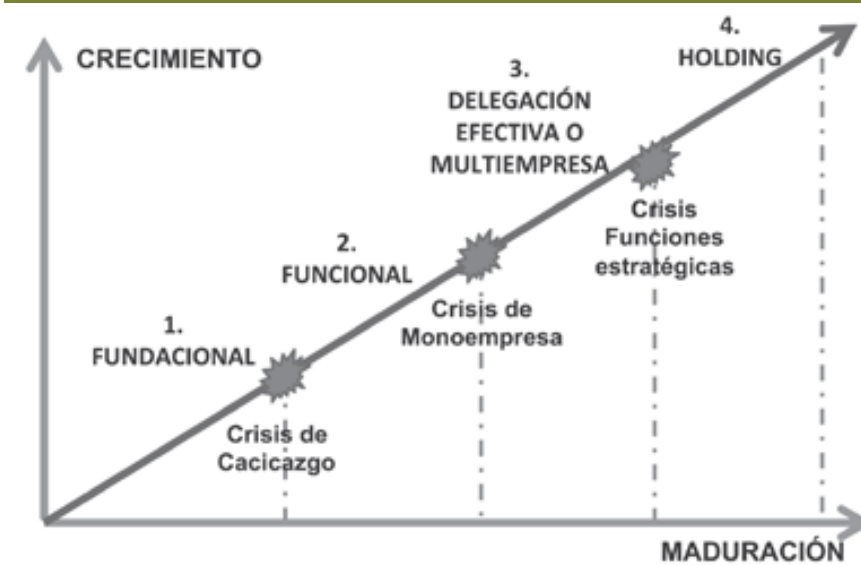 CRECIMIENTO
4.
HOLDING
3.
DELEGACIÓN
EFECTIVA O
MULTIEMPRESA
Crisis
Funciones
estratégicas
2.
FUNCIONAL
Crisis de
Monoempresa
1.
FUNDACIONAL
Crisis de
Cacicazgo
MADURACIÓN